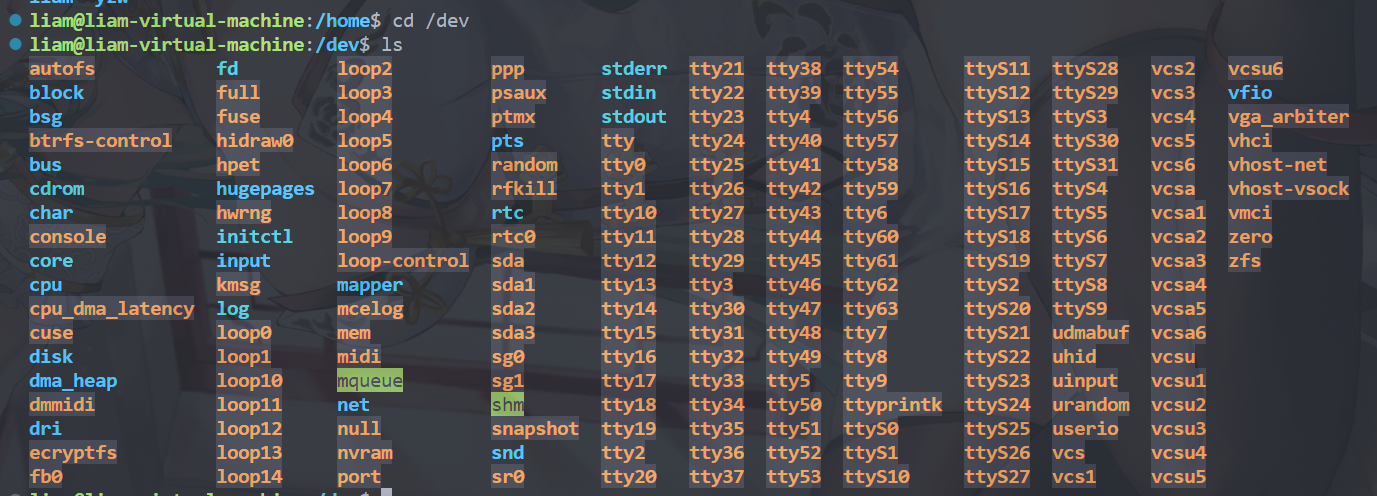 liam@liam-virtual-machine:/home$ cd /dev
liam@liam-virtual-machine:/dev$ ls
autofs fd loop2 ppp stderr tty21 tty38 tty54 ttyS11 ttyS28 vcs2 vcsu6
block full loop3 psaux stdin tty22 tty39 tty55 ttyS12 ttyS29 vcs3 vfio
bsg fuse loop4 ptmx stdout tty23 tty4 tty56 ttyS13 ttyS3 vcs4 vga_arbiter
btrfs-control hidraw0 loop5 pts tty tty24 tty40 tty57 ttyS14 ttyS30 vcs5 vhci
bus hpet loop6 random tty0 tty25 tty41 tty58 ttyS15 ttyS31 vcs6 vhost-net
cdrom hugepages loop7 rfkill tty1 tty26 tty42 tty59 ttyS16 ttyS4 vcsa vhost-vsock
char hwrng loop8 rtc tty10 tty27 tty43 tty6 ttyS17 ttyS5 vcsa1 vmci
console initctl loop9 rtc0 tty11 tty28 tty44 tty60 ttyS18 ttyS6 vcsa2 zero
core input loop-control sda tty12 tty29 tty45 tty61 ttyS19 ttyS7 vcsa3 zfs
cpu kmsg mapper sda1 tty13 tty3 tty46 tty62 ttyS2 ttyS8 vcsa4
cpu_dma_latency log mcelog sda2 tty14 tty30 tty47 tty63 ttyS20 ttyS9 vcsa5
cuse loop0 mem sda3 tty15 tty31 tty48 tty7 ttyS21 udmabuf vcsa6
disk loop1 midi sg0 tty16 tty32 tty49 tty8 ttyS22 uhid vcsu
dma_heap loop10 mqueue sg1 tty17 tty33 tty5 tty9 ttyS23 uinput vcsu1
dmmidi loop11 net shm tty18 tty34 tty50 ttyprintk ttyS24 urandom vcsu2
dri loop12 null snapshot tty19 tty35 tty51 ttyS0 ttyS25 userio vcsu3
ecryptfs loop13 nvram snd tty2 tty36 tty52 ttyS1 ttyS26 vcs vcsu4
fb0 loop14 port sr0 tty20 tty37 tty53 ttyS10 ttyS27 vcs1 vcsu5
liam@liam-virtual-machine:/dev$